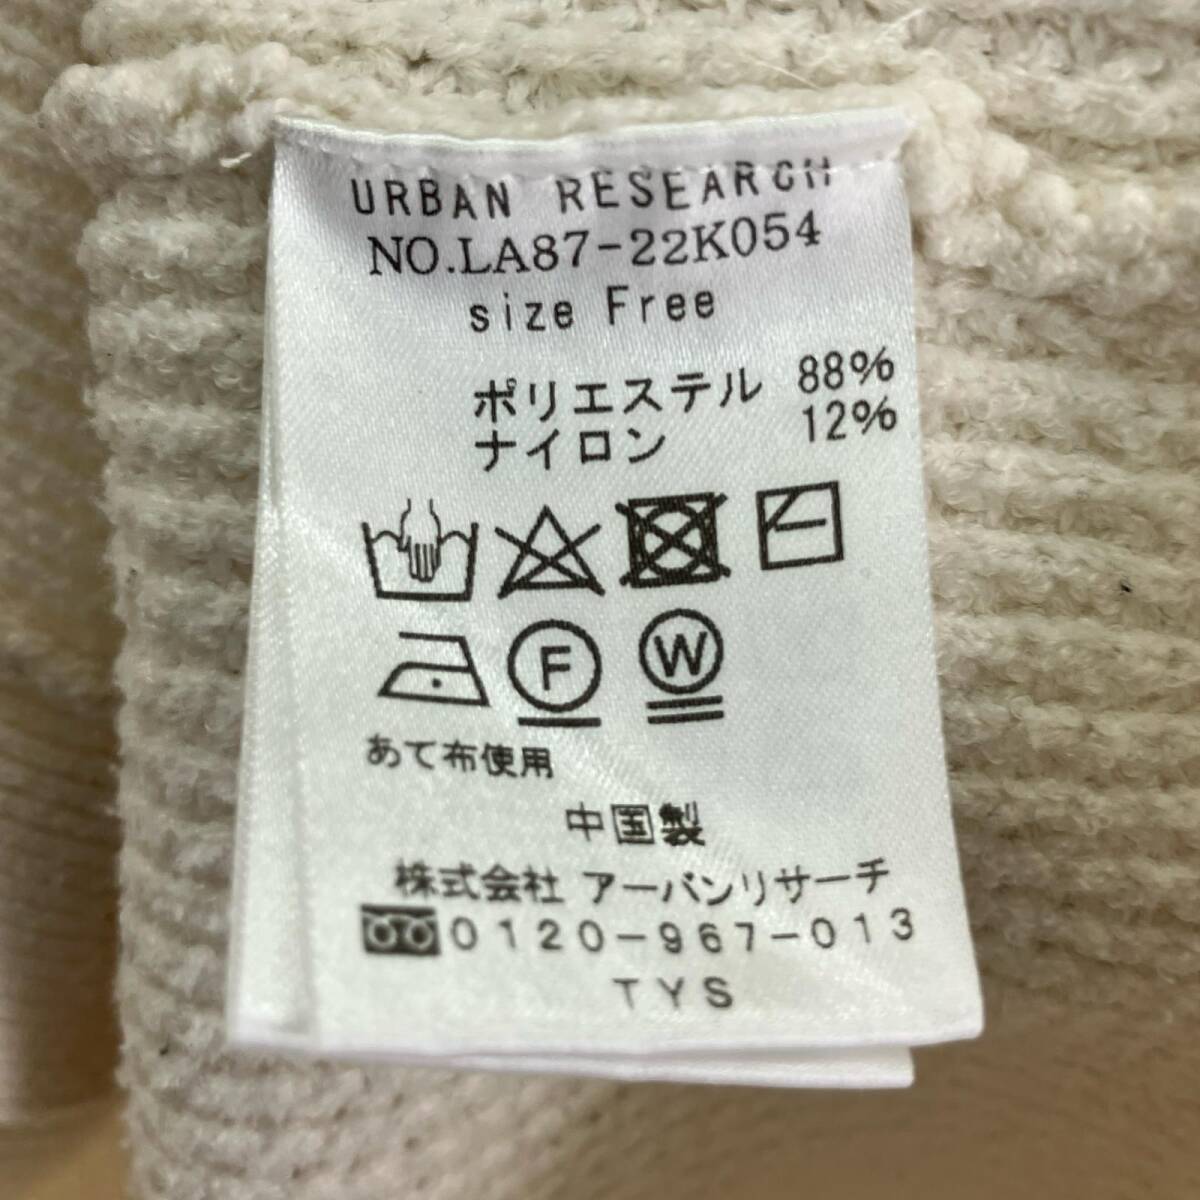 URBAN RESEARCH
NO.LA87-22K054
size Free
ポリエステル 88%
ナイロン 12%
F W
あて布使用
中国製
株式会社 アーバンリサーチ
0120-967-013
TYS